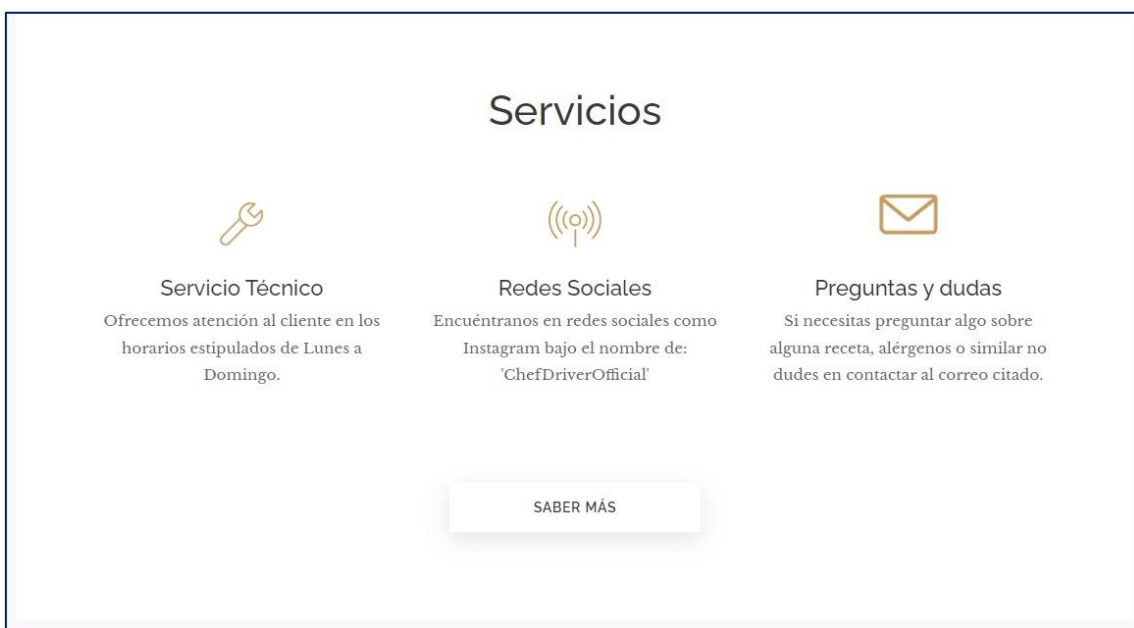 Servicios
Servicio Técnico
Ofrecemos atención al cliente en los
horarios estipulados de Lunes a
Domingo.
Redes Sociales
Encuéntranos en redes sociales como
Instagram bajo el nombre de:
'ChefDriverOfficial'
Preguntas y dudas
Si necesitas preguntar algo sobre
alguna receta, alérgenos o similar no
dudes en contactar al correo citado.
SABER MÁS